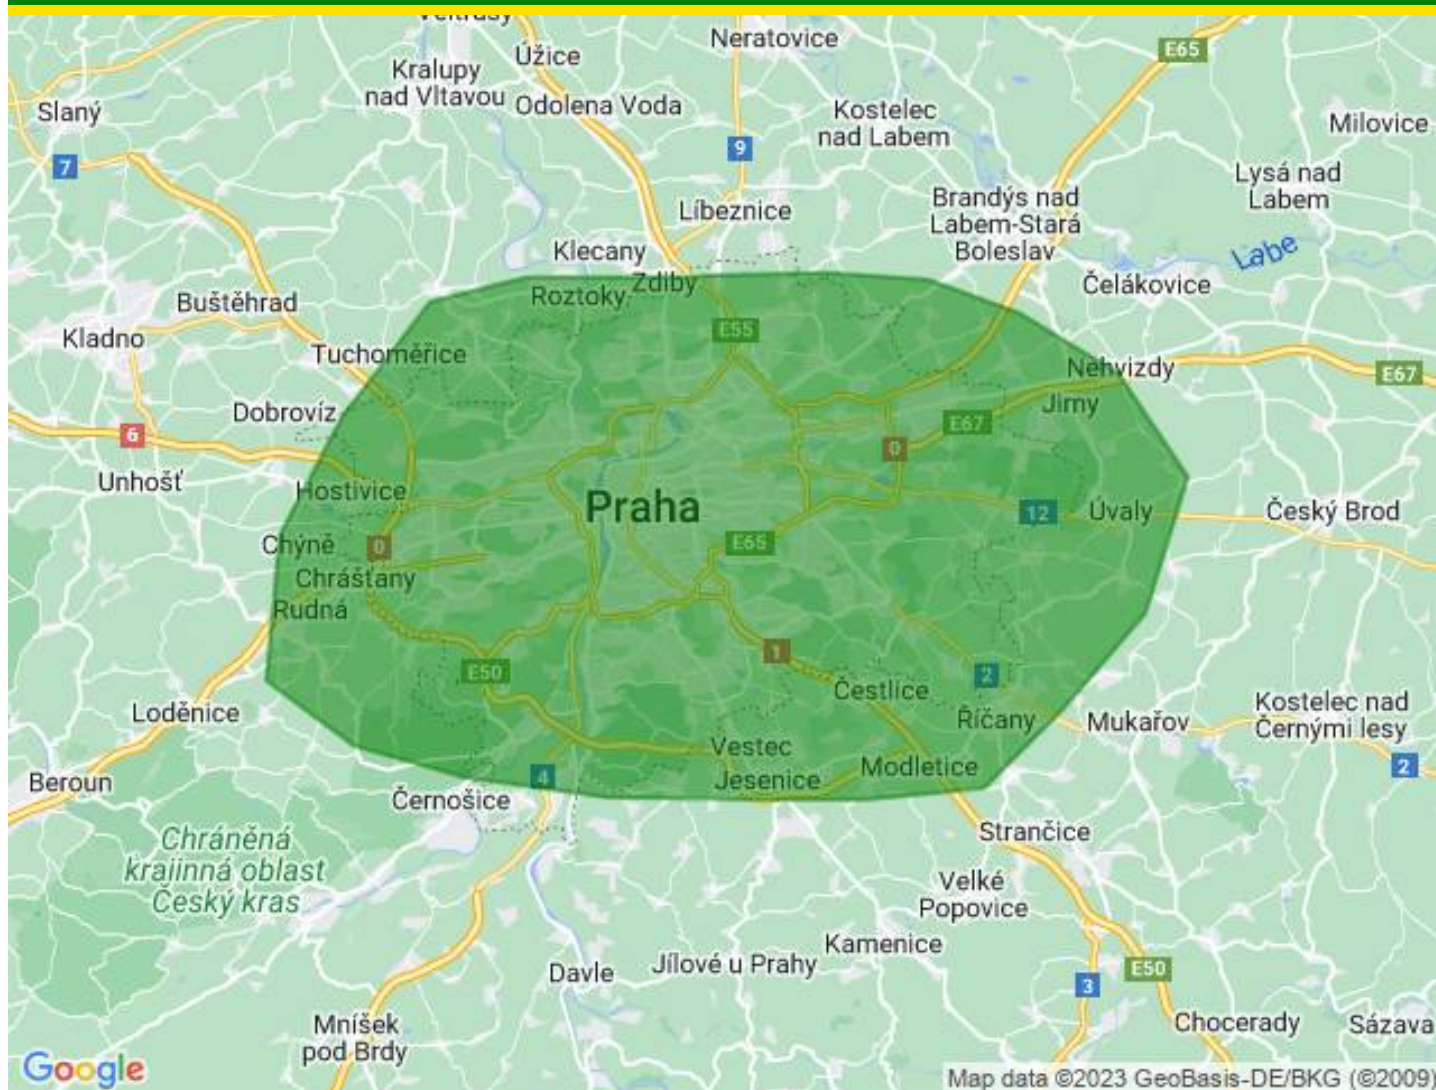 Neratovice
Úžice
E65
Kralupy
nad Vltavou
Odolena Voda
Slaný
Kostelec
nad Labem
Milovice
9
7
Lysá nad
Labem
Brandýs nad
Labem-Stará
Boleslav
Líbeznice
Klecany
Labe
Zdiby
Čelákovice
Roztoky
Buštěhrad
E55
Kladno
Tuchoměřice
Nehvizdy
E67
Jirny
Dobrovíz
E67
6
0
Unhošť
Hostivice
Praha
12
Úvaly
Český Brod
Chýně
0
E65
Chrášťany
Rudná
1
E50
2
Čestlice
Kostelec nad
Černými lesy
Loděnice
Říčany
Mukařov
Vestec
Modletice
2
Beroun
4
Jesenice
Černošice
Strančice
Chráněná
krajinná oblast
Český kras
Velké
Popovice
Kamenice
Davle
Jílové u Prahy
E50
3
Mníšek
pod Brdy
Chocerady
Sázava
Google
Map data ©2023 GeoBasis-DE/BKG (©2009)